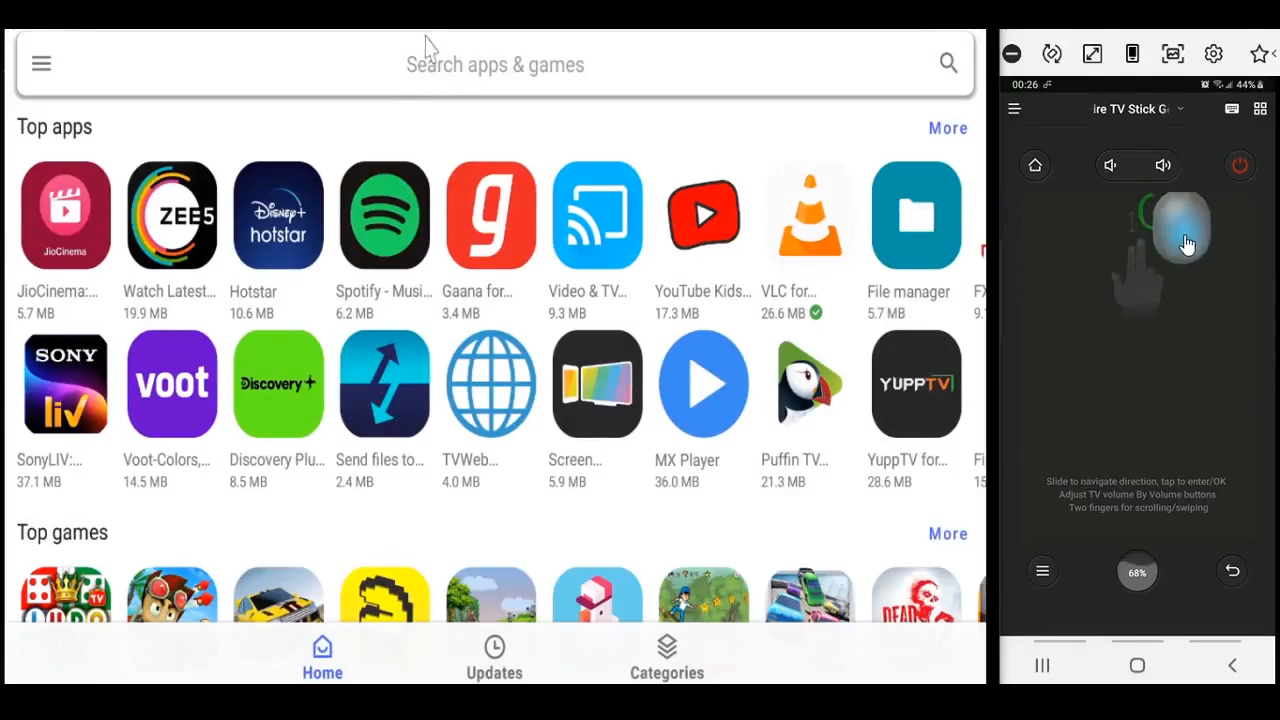 Search apps & games
Top apps
More
JioCinema
ZEE5
Disney+
hotstar
g
JioCinema:...
Watch Latest...
Hotstar
Spotify - Musi...
Gaana for...
Video & TV...
YouTube Kids...
VLC for...
File manager
5.7 MB
19.9 MB
10.6 MB
6.2 MB
3.4 MB
9.3 MB
17.3 MB
26.6 MB
5.7 MB
SONY
liv
voot
Discovery+
YUPPTV
SonyLIV:...
Voot-Colors,...
Discovery Plu...
Send files to...
TVWeb...
Screen...
MX Player
Puffin TV...
YuppTV for...
37.1 MB
14.5 MB
8.5 MB
2.4 MB
4.0 MB
5.9 MB
36.0 MB
21.3 MB
28.6 MB
Top games
More
LUDO
TV
DEAD
Home
Updates
Categories
00:26
44%
ire TV Stick G
Slide to navigate direction, tap to enter/OK
Adjust TV volume By Volume buttons
Two fingers for scrolling/swiping
68%